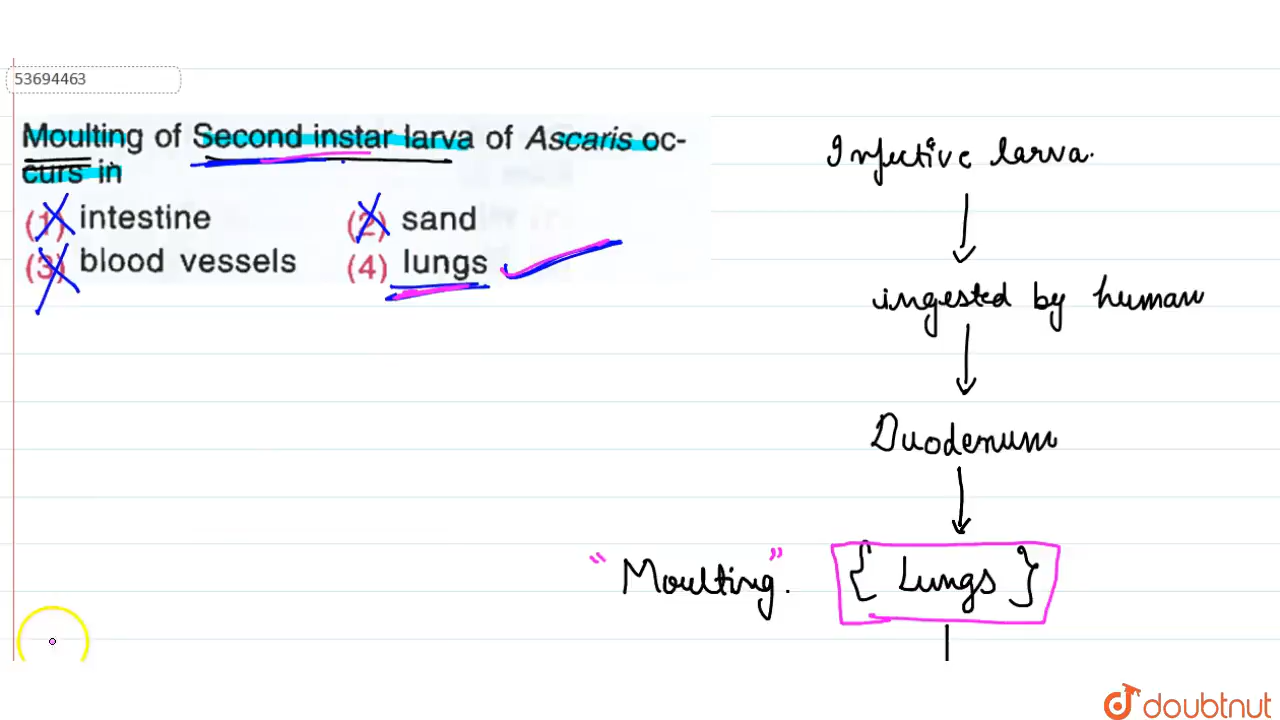 53694463
Moulting of Second instar larva of Ascaris oc-
curs in
(1) intestine (2) sand
(3) blood vessels (4) lungs
Infective larva.
ingested by human
Duodenum
"Moulting". { Lungs }
doubtnut